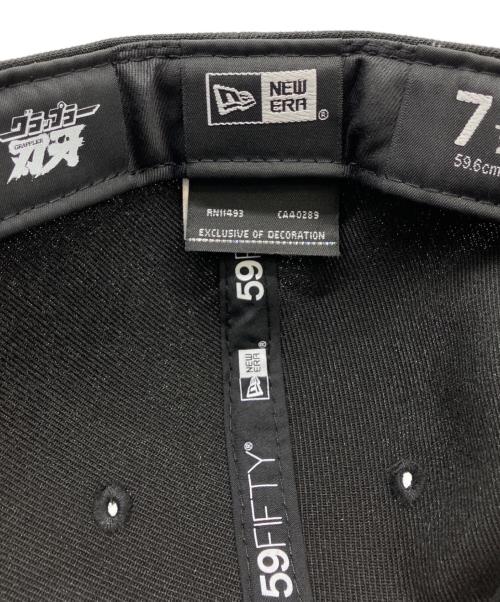 グラップラー
GRAPPLER
刃牙
NEW
ERA
®
7
59.6cm
RN11493 CA40289
EXCLUSIVE OF DECORATION
59FI
NEW
ERA
®
59FIFTY®